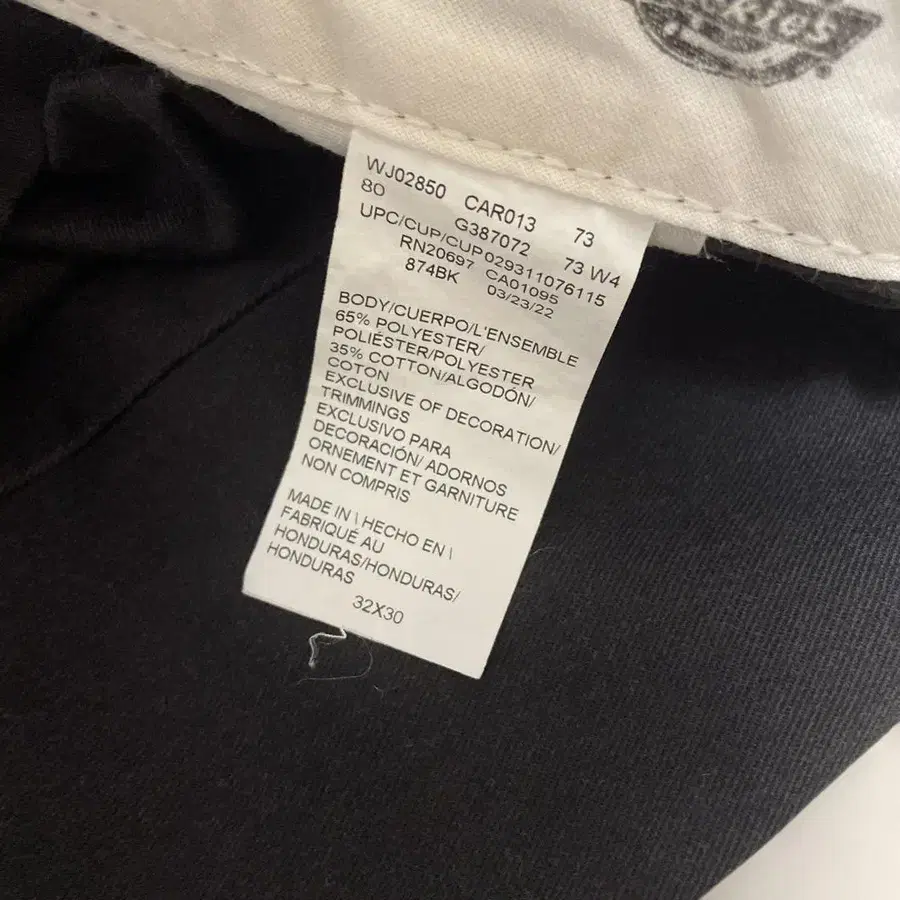 WJ02850 CAR013 73
80 G387072 73 W4
UPC/CUP/CUP029311076115
RN20697 CA01095
874BK 03/23/22
BODY/CUERPO/L'ENSEMBLE
65% POLYESTER/
POLIÉSTER/POLYESTER
35% COTTON/ALGODÓN/
COTON
EXCLUSIVE OF DECORATION/
TRIMMINGS
EXCLUSIVO PARA
DECORACIÓN/ ADORNOS
ORNEMENT ET GARNITURE
NON COMPRIS
MADE IN \ HECHO EN \
FABRIQUÉ AU
HONDURAS/HONDURAS/
HONDURAS
32X30